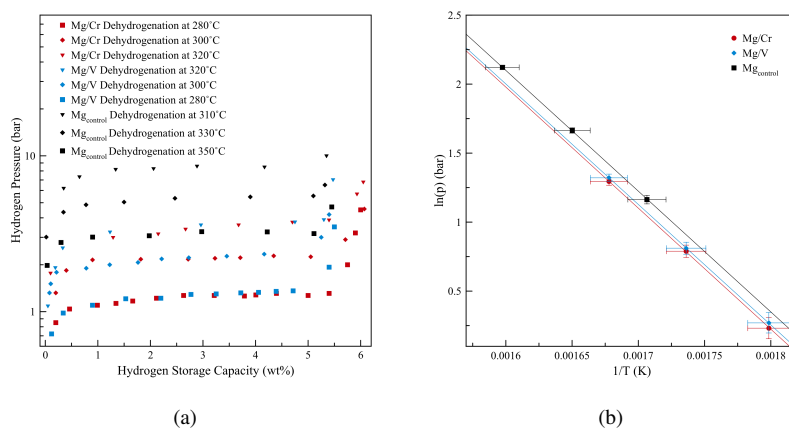 (a)
Mg/Cr Dehydrogenation at 280˚C
Mg/Cr Dehydrogenation at 300˚C
Mg/Cr Dehydrogenation at 320˚C
Mg/V Dehydrogenation at 320˚C
Mg/V Dehydrogenation at 300˚C
Mg/V Dehydrogenation at 280˚C
Mgcontrol Dehydrogenation at 310˚C
Mgcontrol Dehydrogenation at 330˚C
Mgcontrol Dehydrogenation at 350˚C
Hydrogen Pressure (bar)
10
1
0 1 2 3 4 5 6
Hydrogen Storage Capacity (wt%)
(b)
Mg/Cr
Mg/V
Mgcontrol
ln(p) (bar)
2.5
2.0
1.5
1.0
0.5
0.0016 0.00165 0.0017 0.00175 0.0018
1/T (K)